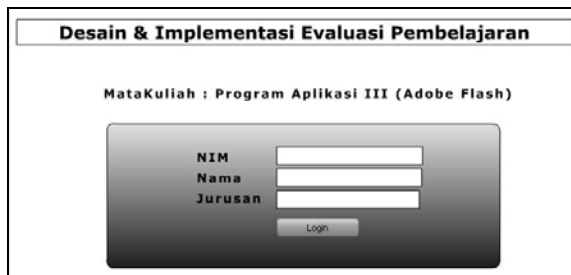 Desain & Implementasi Evaluasi Pembelajaran
MataKuliah : Program Aplikasi III (Adobe Flash)
NIM
Nama
Jurusan
Login